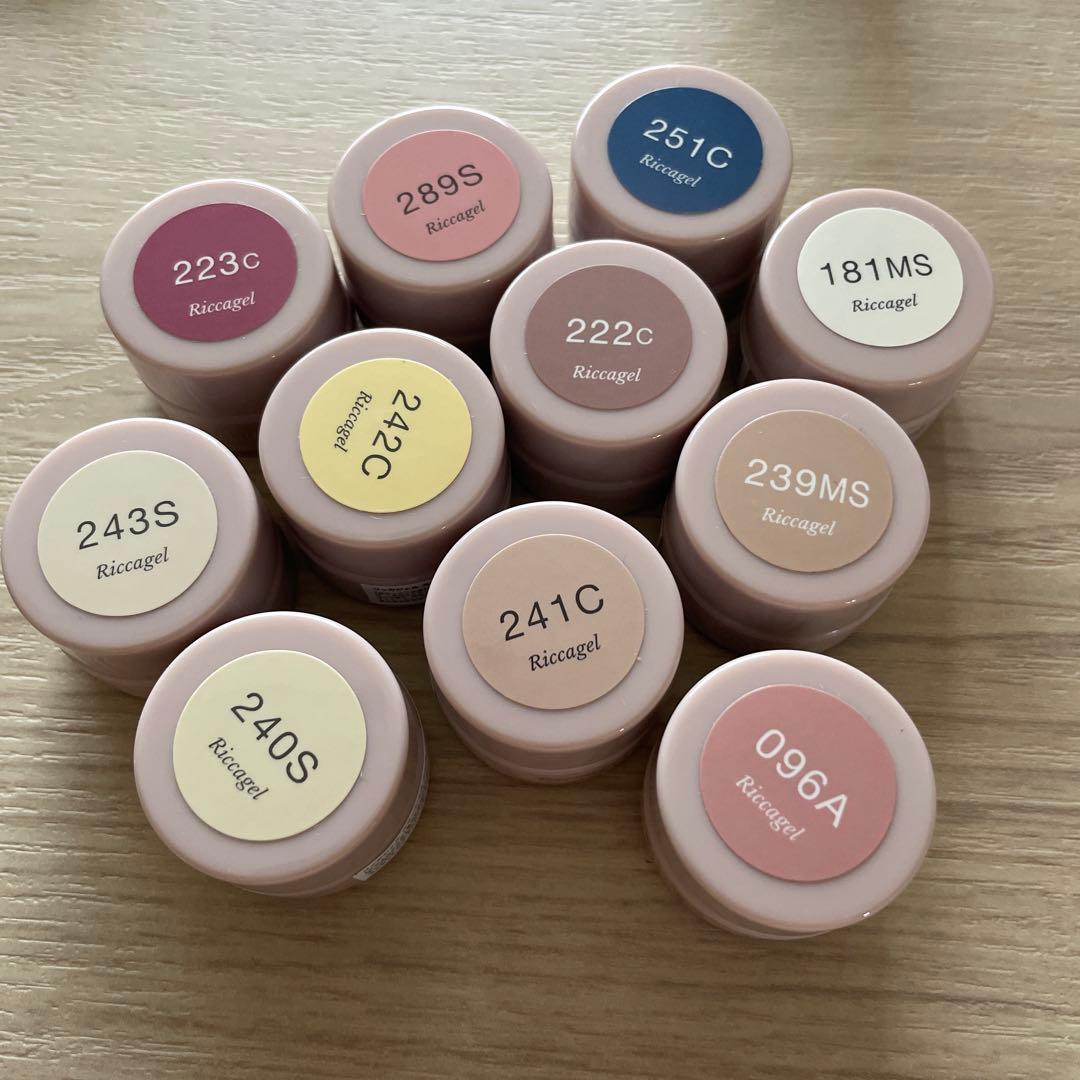 251C
Riccagel
289S
Riccagel
223C
Riccagel
181MS
Riccagel
222C
Riccagel
242C
Riccagel
239MS
Riccagel
243S
Riccagel
241C
Riccagel
240S
Riccagel
096A
Riccagel